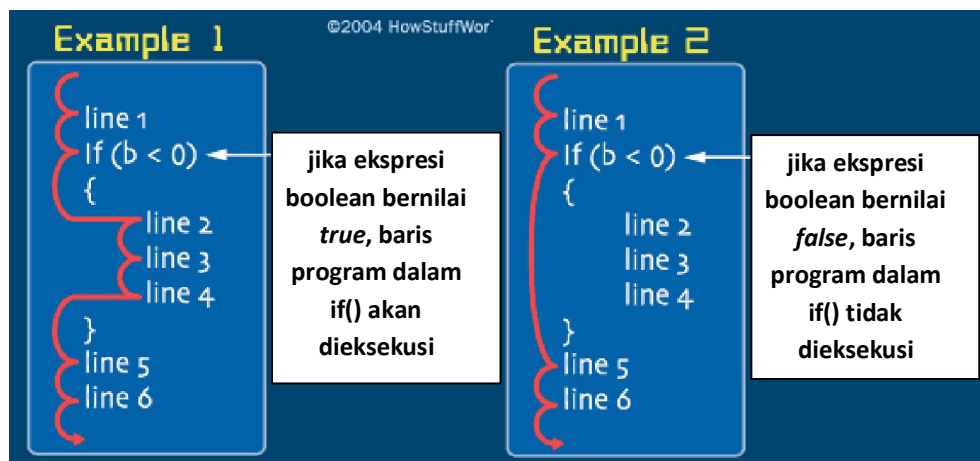 ©2004 HowStuffWor
Example 1
line 1
If (b < 0)
{
line 2
line 3
line 4
}
line 5
line 6
jika ekspresi
boolean bernilai
true, baris
program dalam
if() akan
dieksekusi
Example 2
line 1
If (b < 0)
{
line 2
line 3
line 4
}
line 5
line 6
jika ekspresi
boolean bernilai
false, baris
program dalam
if() tidak
dieksekusi